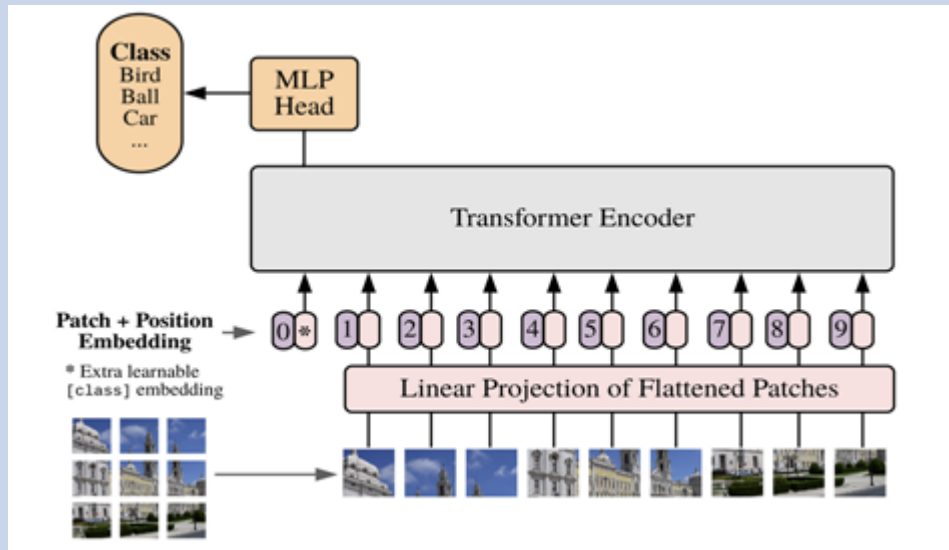 Class
Bird
Ball
Car
...
MLP
Head
Transformer Encoder
Patch + Position
Embedding
0 * 1 2 3 4 5 6 7 8 9
* Extra learnable
[class] embedding
Linear Projection of Flattened Patches